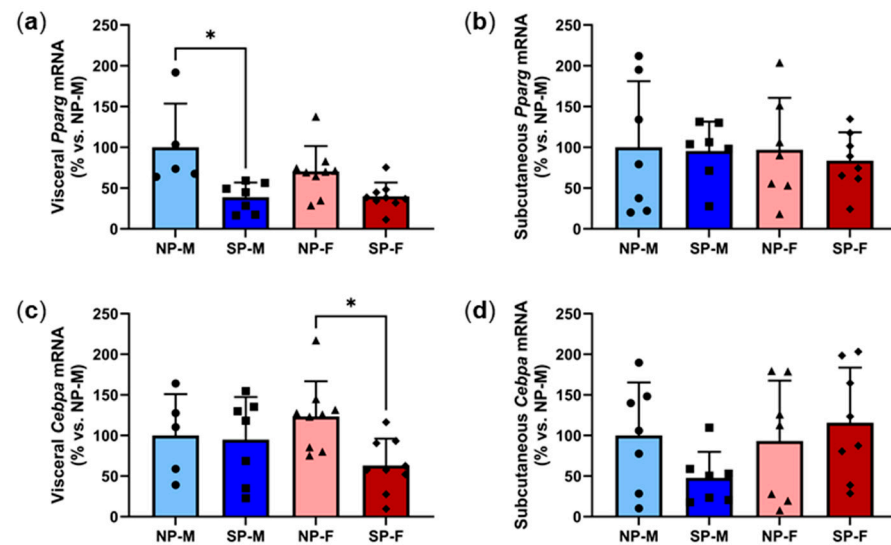 (a)
Visceral Pparg mRNA
(% vs. NP-M)
250
200
150
100
50
0
*
NP-M SP-M NP-F SP-F
(b)
Subcutaneous Pparg mRNA
(% vs. NP-M)
250
200
150
100
50
0
NP-M SP-M NP-F SP-F
(c)
Visceral Cebpa mRNA
(% vs. NP-M)
250
200
150
100
50
0
*
NP-M SP-M NP-F SP-F
(d)
Subcutaneous Cebpa mRNA
(% vs. NP-M)
250
200
150
100
50
0
NP-M SP-M NP-F SP-F